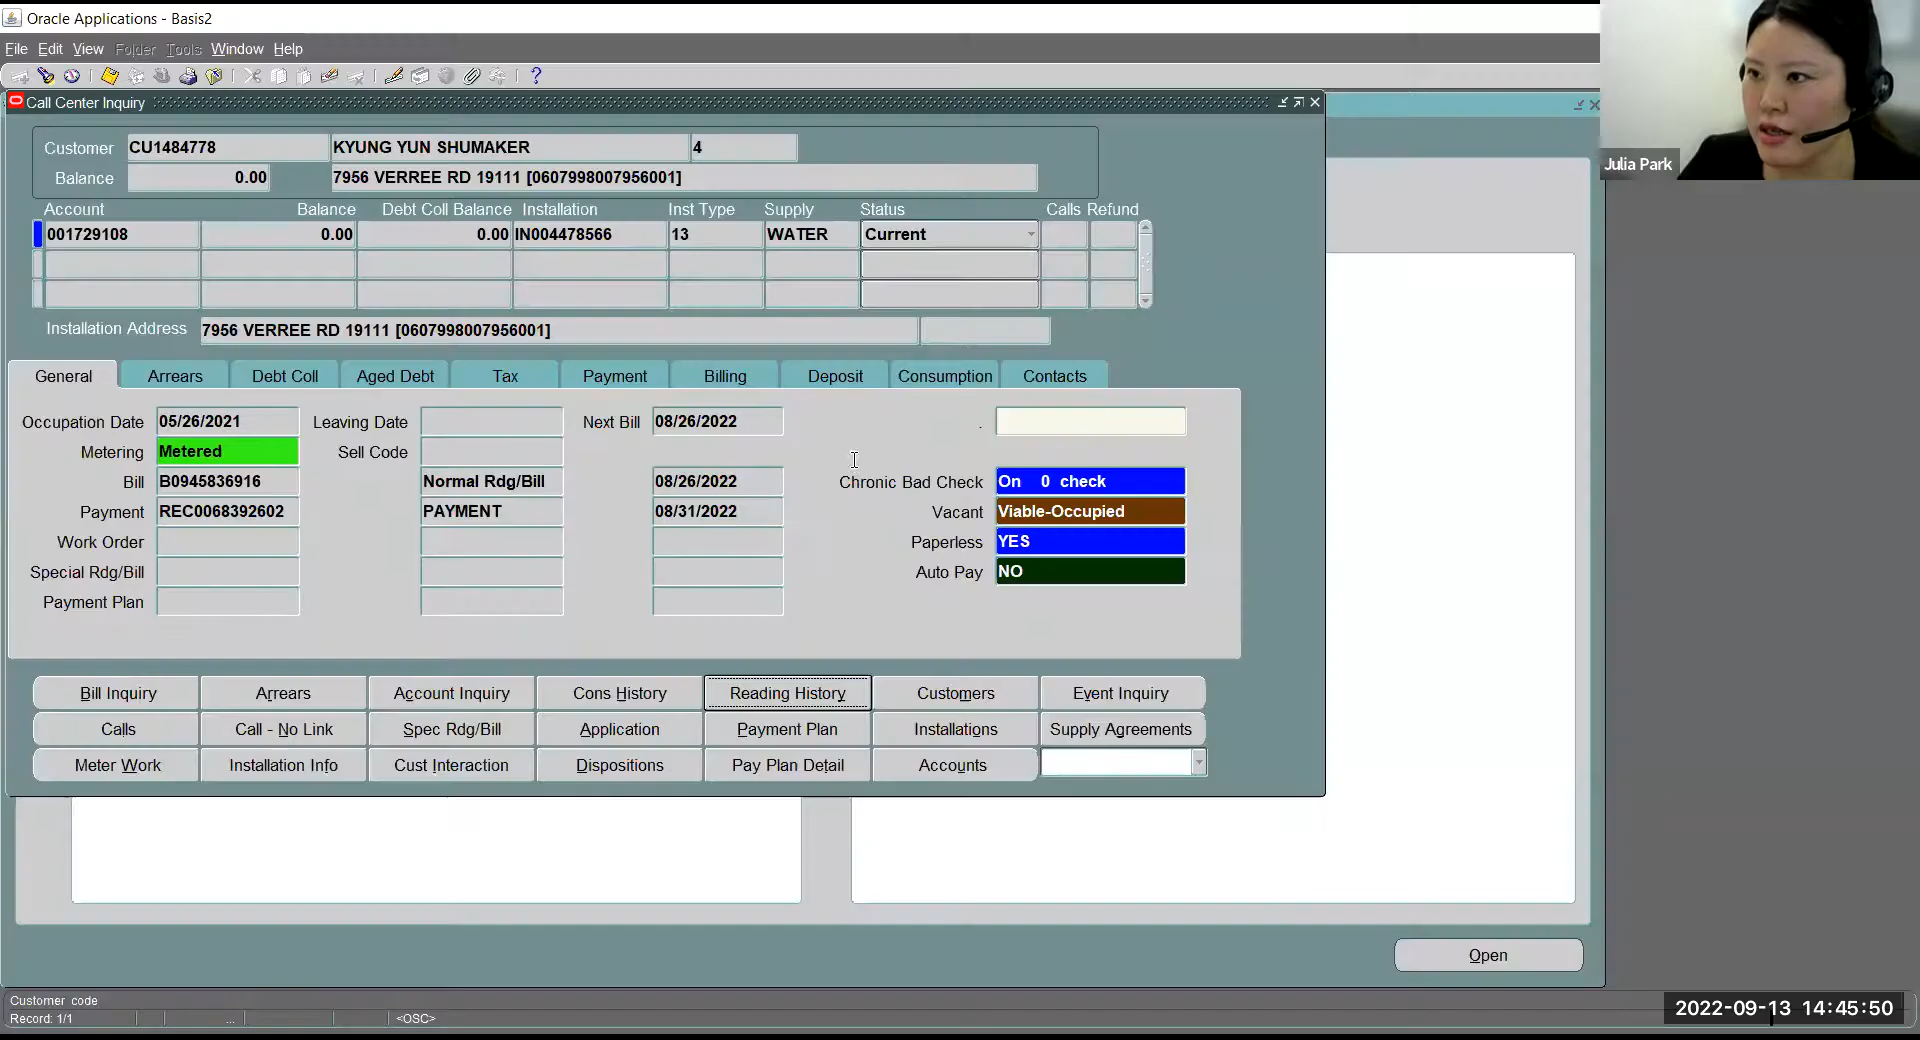 Oracle Applications - Basis2
File Edit View Folder Tools Window Help
Call Center Inquiry
Customer CU1484778 KYUNG YUN SHUMAKER 4
Balance 0.00 7956 VERREE RD 19111 [0607998007956001]
Account Balance Debt Coll Balance Installation Inst Type Supply Status Calls Refund
001729108 0.00 0.00 IN004478566 13 WATER Current
Installation Address 7956 VERREE RD 19111 [0607998007956001]
General Arrears Debt Coll Aged Debt Tax Payment Billing Deposit Consumption Contacts
Occupation Date 05/26/2021 Leaving Date Next Bill 08/26/2022 .
Metering Metered Sell Code
Bill B0945836916 Normal Rdg/Bill 08/26/2022 Chronic Bad Check On 0 check
Payment REC0068392602 PAYMENT 08/31/2022 Vacant Viable-Occupied
Work Order Paperless YES
Special Rdg/Bill Auto Pay NO
Payment Plan
Bill Inquiry Arrears Account Inquiry Cons History Reading History Customers Event Inquiry
Calls Call - No Link Spec Rdg/Bill Application Payment Plan Installations Supply Agreements
Meter Work Installation Info Cust Interaction Dispositions Pay Plan Detail Accounts
Open
Customer code
Record: 1/1 ... <OSC>
Julia Park
2022-09-13 14:45:50